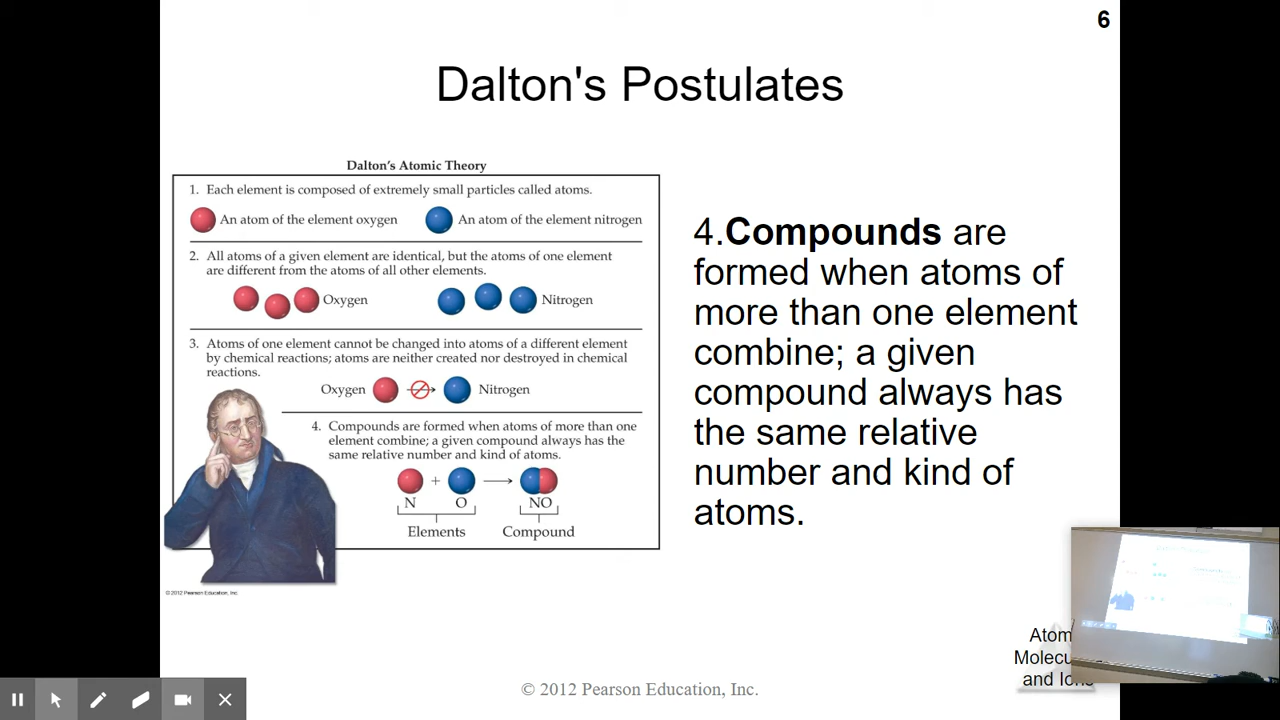 6
Dalton's Postulates
Dalton's Atomic Theory
1. Each element is composed of extremely small particles called atoms.
An atom of the element oxygen
An atom of the element nitrogen
2. All atoms of a given element are identical, but the atoms of one element
are different from the atoms of all other elements.
Oxygen
Nitrogen
3. Atoms of one element cannot be changed into atoms of a different element
by chemical reactions; atoms are neither created nor destroyed in chemical
reactions.
Oxygen
Nitrogen
4. Compounds are formed when atoms of more than one
element combine; a given compound always has the
same relative number and kind of atoms.
+
N O NO
Elements Compound
© 2012 Pearson Education, Inc.
4.Compounds are
formed when atoms of
more than one element
combine; a given
compound always has
the same relative
number and kind of
atoms.
and
© 2012 Pearson Education, Inc.